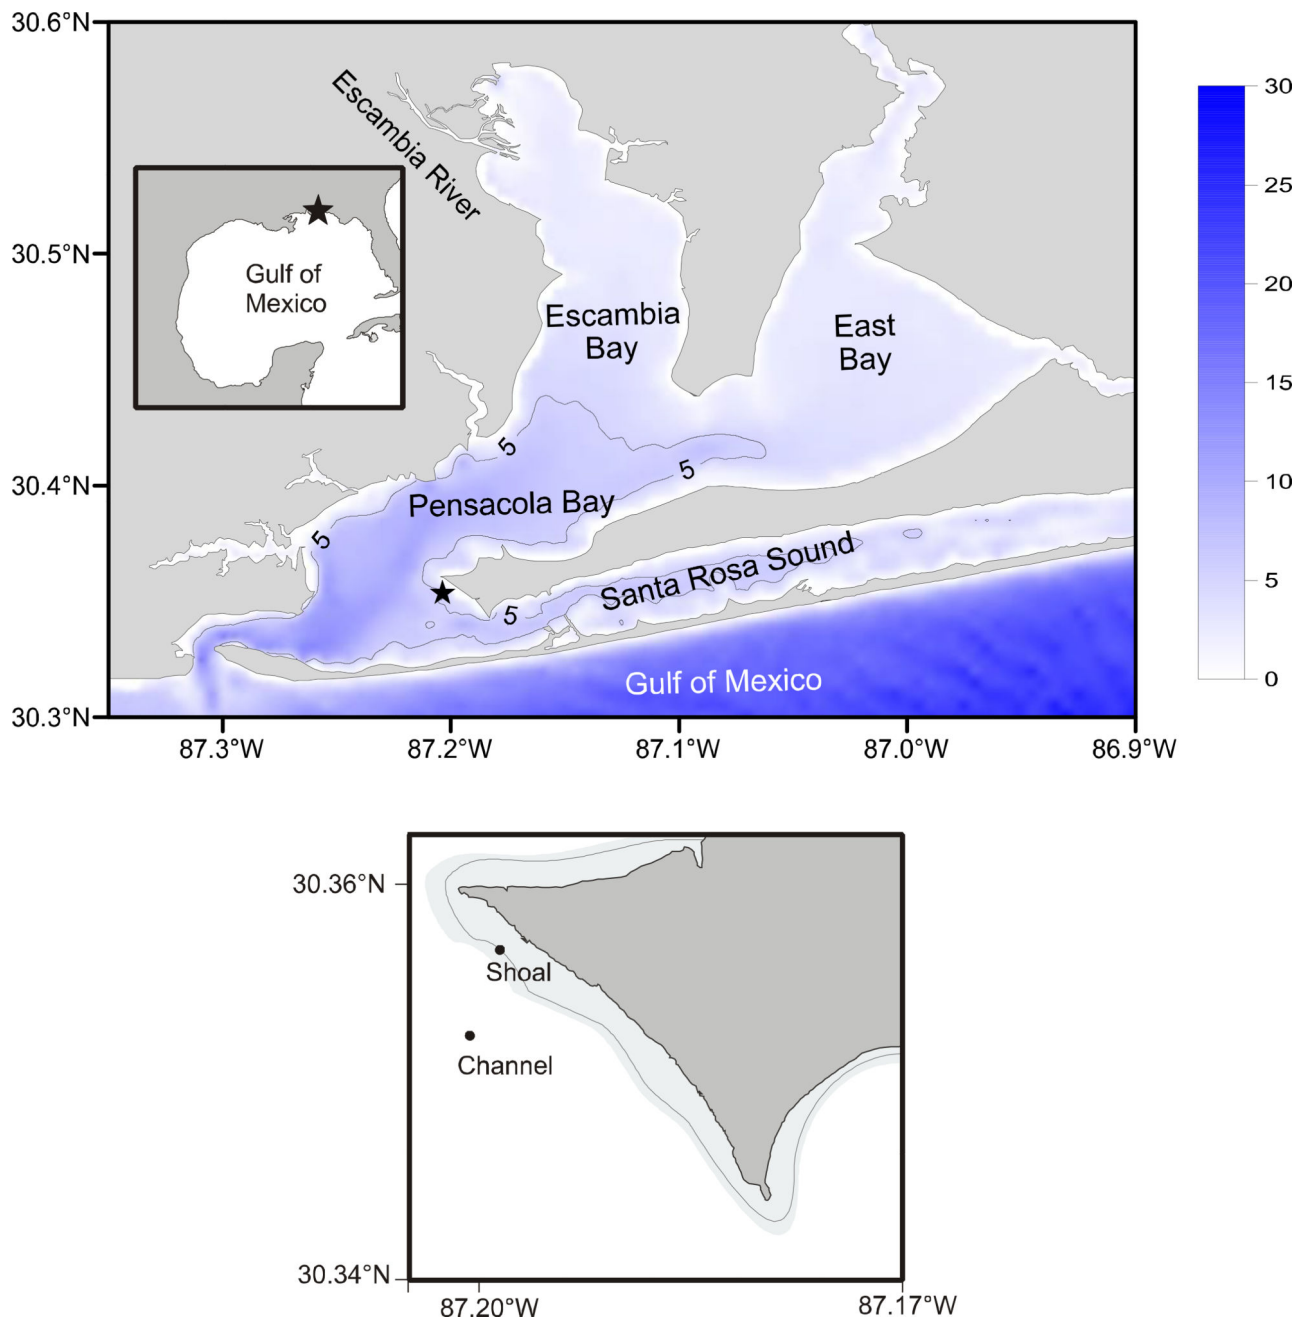 30.6°N
30.5°N
30.4°N
30.3°N
87.3°W
87.2°W
87.1°W
87.0°W
86.9°W
Escambia River
Gulf of
Mexico
Escambia
Bay
East
Bay
5
5
5
5
Pensacola Bay
Santa Rosa Sound
Gulf of Mexico
30
25
20
15
10
5
0
30.36°N
30.34°N
Shoal
Channel
87.20°W
87.17°W